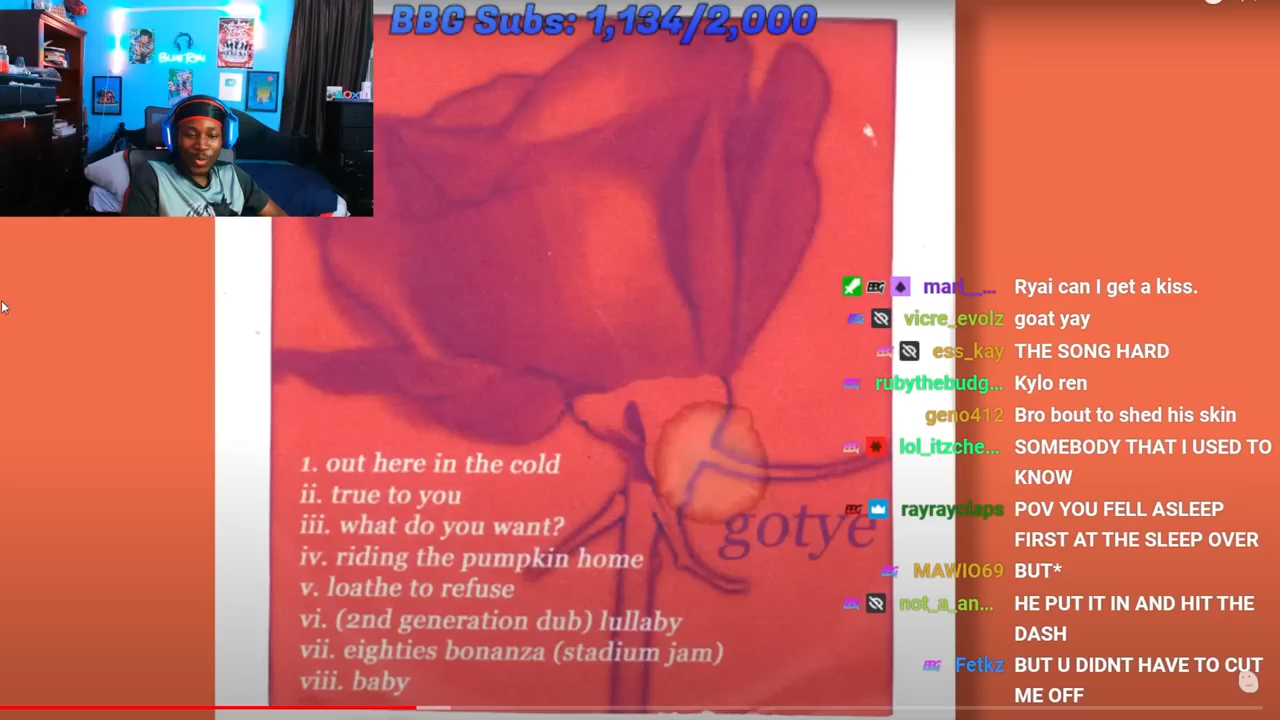 BBG Subs: 1,134/2,000
1. out here in the cold
ii. true to you
iii. what do you want?
iv. riding the pumpkin home
v. loathe to refuse
vi. (2nd generation dub) lullaby
vii. eighties bonanza (stadium jam)
viii. baby
gotye
mari__... Ryai can I get a kiss.
vicre_evolz goat yay
ess_kay THE SONG HARD
rubythebudg... Kylo ren
geno412 Bro bout to shed his skin
lol_itzche... SOMEBODY THAT I USED TO
KNOW
BBG rayrayclaps POV YOU FELL ASLEEP
FIRST AT THE SLEEP OVER
MAWIO69 BUT*
not_a_an... HE PUT IT IN AND HIT THE
DASH
Fetkz BUT U DIDNT HAVE TO CUT
ME OFF